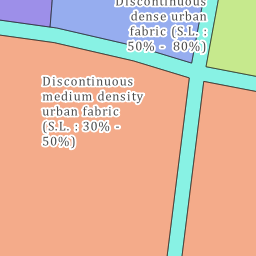 Discontinuous
dense urban
fabric (S.L. :
50% - 80%)
Discontinuous
medium density
urban fabric
(S.L. : 30% -
50%)